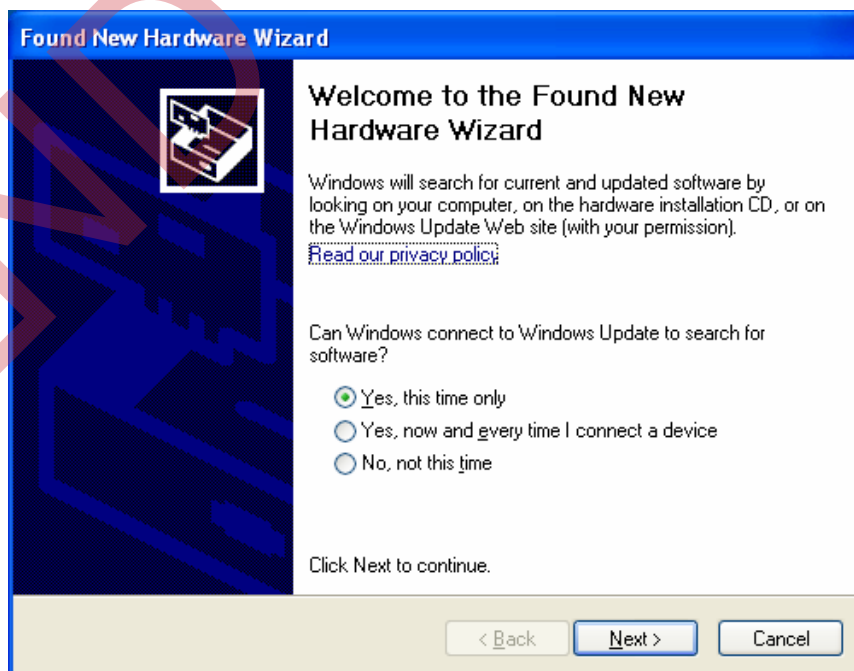 Found New Hardware Wizard
Welcome to the Found New
Hardware Wizard
Windows will search for current and updated software by
looking on your computer, on the hardware installation CD, or on
the Windows Update Web site (with your permission).
Read our privacy policy
Can Windows connect to Windows Update to search for
software?
Yes, this time only
Yes, now and every time I connect a device
No, not this time
Click Next to continue.
< Back Next > Cancel